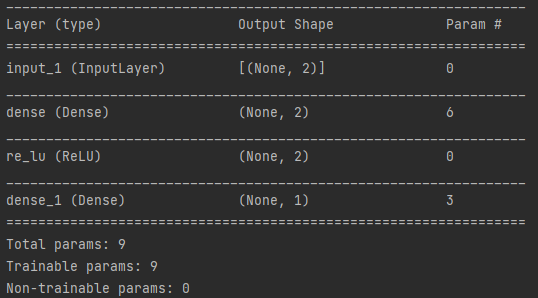 _________________________________________________________________
Layer (type)                 Output Shape              Param #
=================================================================
input_1 (InputLayer)         [(None, 2)]               0
_________________________________________________________________
dense (Dense)                (None, 2)                 6
_________________________________________________________________
re_lu (ReLU)                 (None, 2)                 0
_________________________________________________________________
dense_1 (Dense)              (None, 1)                 3
=================================================================
Total params: 9
Trainable params: 9
Non-trainable params: 0